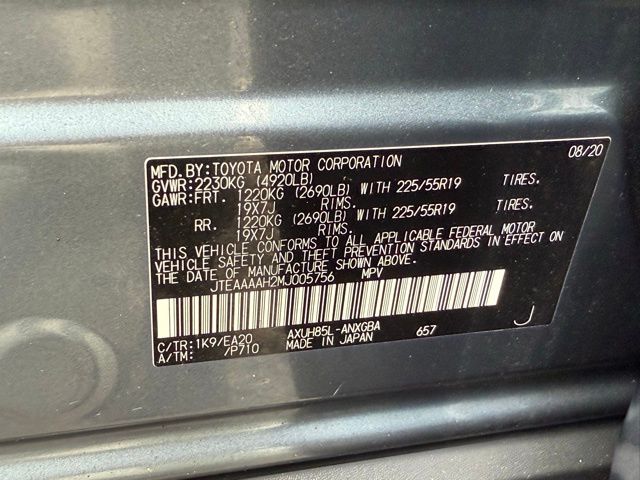 MFD. BY: TOYOTA MOTOR CORPORATION 08/20
GVWR: 2230KG (4920LB)
GAWR: FRT. 1220KG (2690LB) WITH 225/55R19 TIRES.
19X7J RIMS.
RR. 1220KG (2690LB) WITH 225/55R19 TIRES.
19X7J RIMS.
THIS VEHICLE CONFORMS TO ALL APPLICABLE FEDERAL MOTOR
VEHICLE SAFETY AND THEFT PREVENTION STANDARDS IN EFFECT ON
THE DATE OF MANUFACTURE SHOWN ABOVE.
JTEAAAAH2MJ005756 MPV
C/TR: 1K9/EA20 AXUH85L-ANXGBA 657 J
A/TM: /P710 MADE IN JAPAN